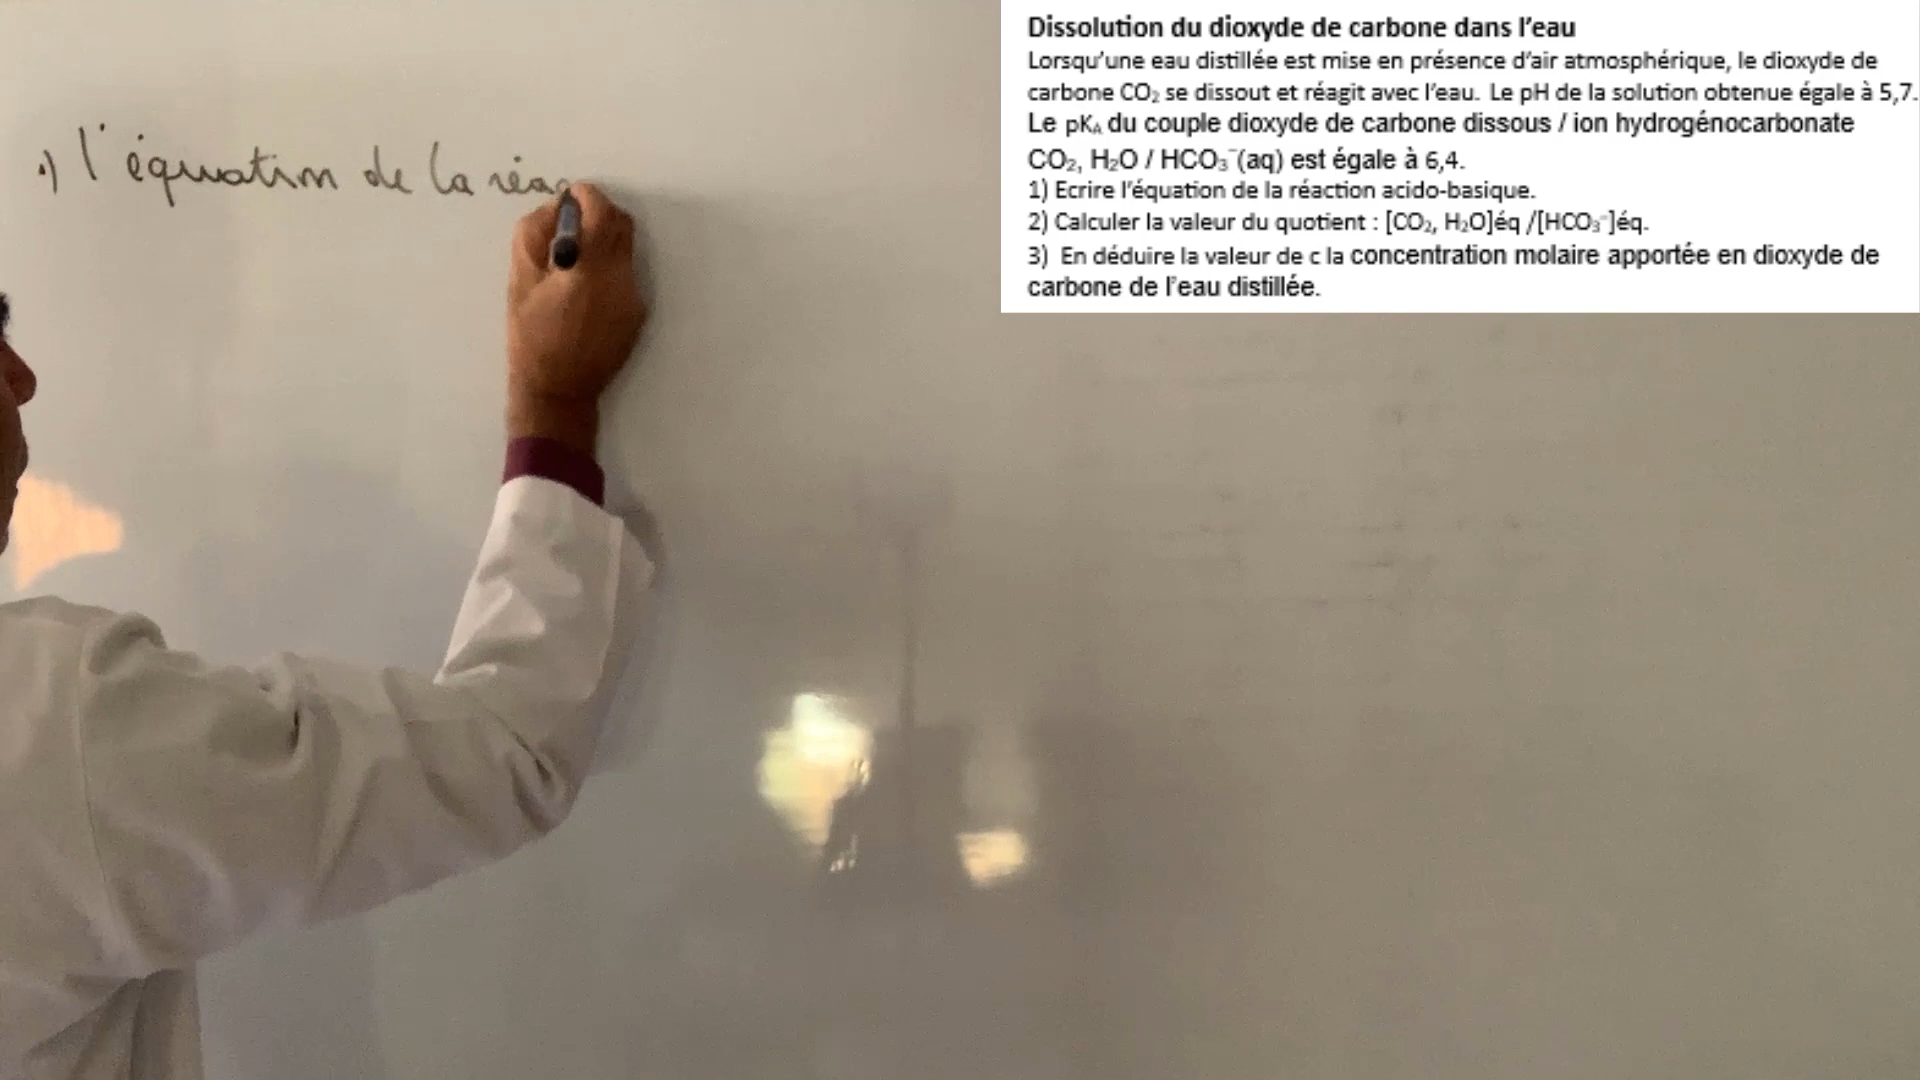 Dissolution du dioxyde de carbone dans l'eau
Lorsqu'une eau distillée est mise en présence d'air atmosphérique, le dioxyde de
carbone CO₂ se dissout et réagit avec l'eau. Le pH de la solution obtenue égale à 5,7.
Le pKA du couple dioxyde de carbone dissous / ion hydrogénocarbonate
CO₂, H₂O / HCO₃⁻(aq) est égale à 6,4.
1) Ecrire l'équation de la réaction acido-basique.
2) Calculer la valeur du quotient : [CO₂, H₂O]éq /[HCO₃⁻]éq.
3) En déduire la valeur de c la concentration molaire apportée en dioxyde de
carbone de l'eau distillée.
1) l'équation de la réac